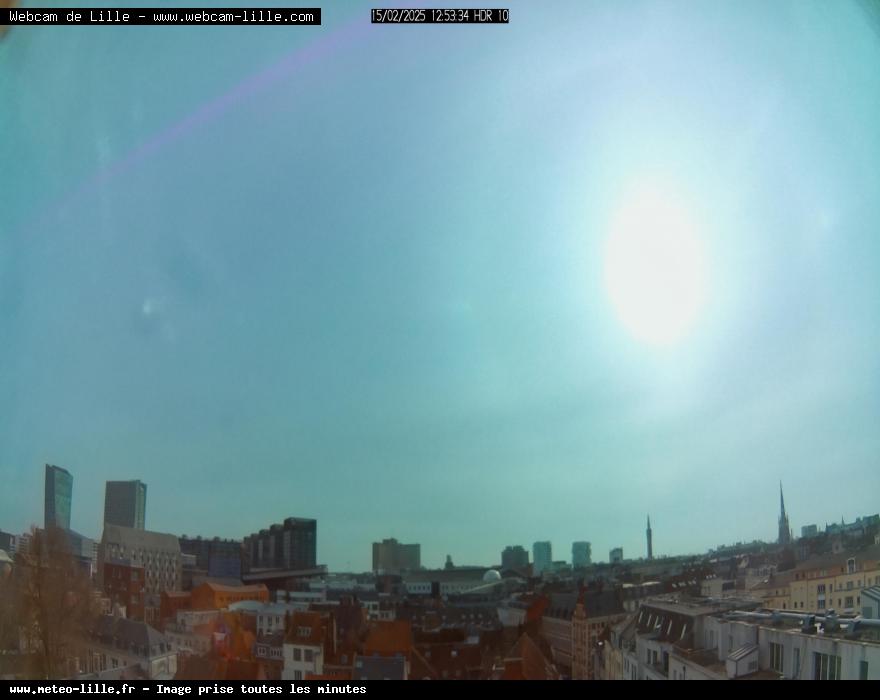 Webcam de Lille - www.webcam-lille.com
15/02/2025 12:53:34 HDR 10
www.meteo-lille.fr - Image prise toutes les minutes